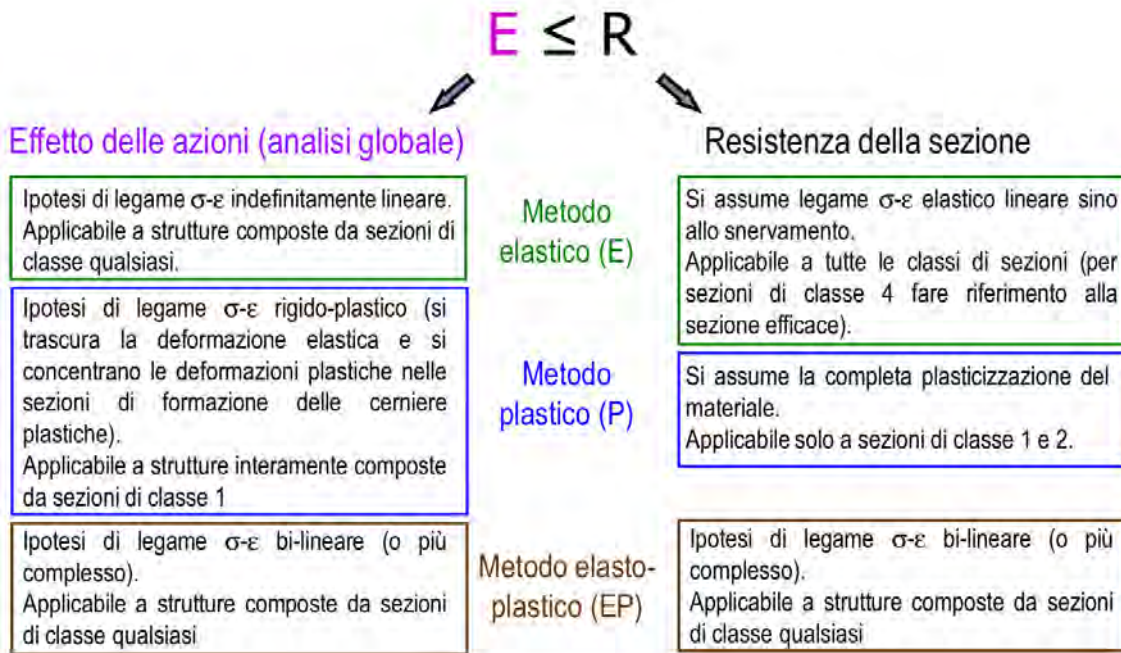 E ≤ R
Effetto delle azioni (analisi globale)
Ipotesi di legame σ-ε indefinitamente lineare.
Applicabile a strutture composte da sezioni di
classe qualsiasi.
Ipotesi di legame σ-ε rigido-plastico (si
trascura la deformazione elastica e si
concentrano le deformazioni plastiche nelle
sezioni di formazione delle cerniere
plastiche).
Applicabile a strutture interamente composte
da sezioni di classe 1
Ipotesi di legame σ-ε bi-lineare (o più
complesso).
Applicabile a strutture composte da sezioni
di classe qualsiasi
Metodo
elastico (E)
Metodo
plastico (P)
Metodo elasto-
plastico (EP)
Resistenza della sezione
Si assume legame σ-ε elastico lineare sino
allo snervamento.
Applicabile a tutte le classi di sezioni (per
sezioni di classe 4 fare riferimento alla
sezione efficace).
Si assume la completa plasticizzazione del
materiale.
Applicabile solo a sezioni di classe 1 e 2.
Ipotesi di legame σ-ε bi-lineare (o più
complesso).
Applicabile a strutture composte da sezioni
di classe qualsiasi